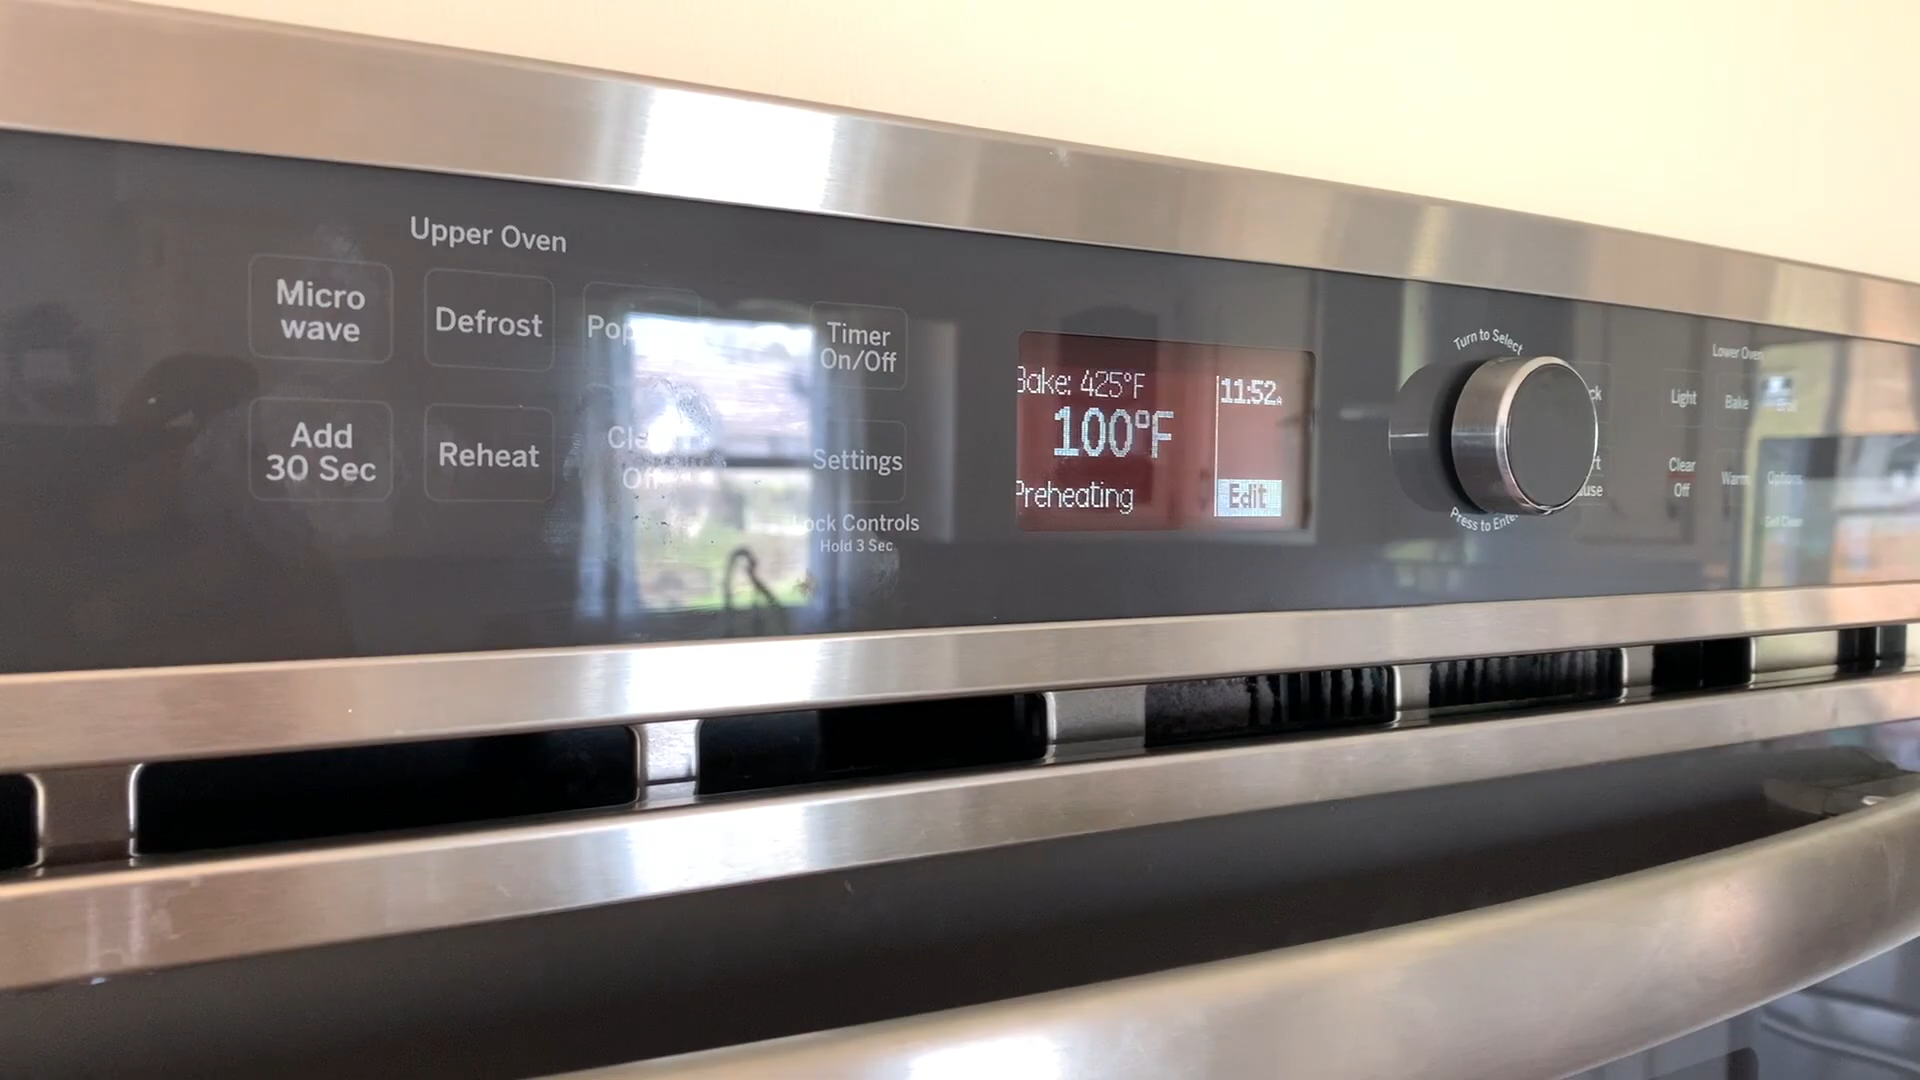 Upper Oven
Micro
wave
Defrost
Timer
On/Off
Add
30 Sec
Reheat
Settings
Lock Controls
Hold 3 Sec
Bake: 425°F
100°F
Preheating
11:52
Edit
Turn to Select
Press to Enter
Lower Oven
Light
Bake
Clear
Off
Warm
Options
Self Clean